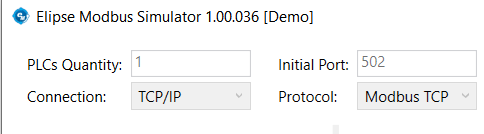 Elipse Modbus Simulator 1.00.036 [Demo]
PLCs Quantity: 1 Initial Port: 502
Connection: TCP/IP Protocol: Modbus TCP